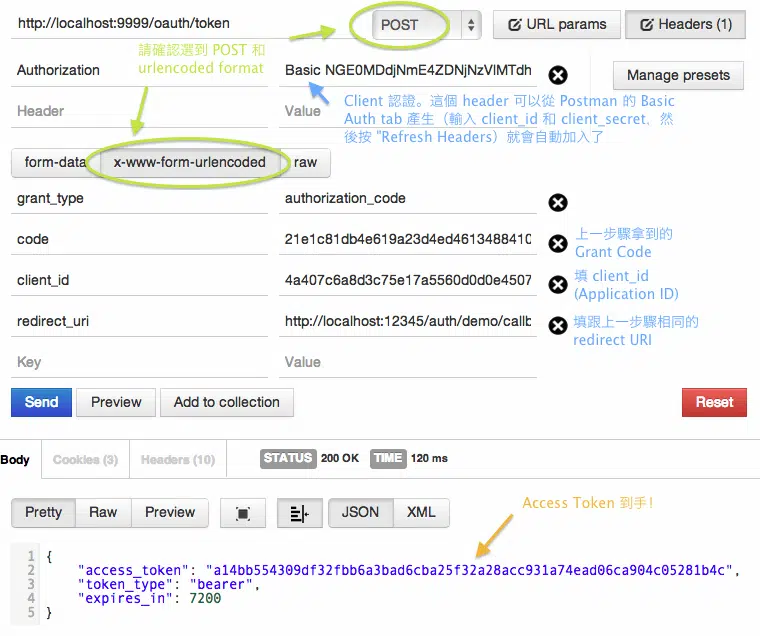 http://localhost:9999/oauth/token POST URL params Headers (1)
請確認選到 POST 和
urlencoded format
Authorization Basic NGE0MDdjNmE4ZDNjNzVlMTdh Manage presets
Header Value
Client 認證。這個 header 可以從 Postman 的 Basic
Auth tab 產生（輸入 client_id 和 client_secret，然
後按 "Refresh Headers）就會自動加入了
form-data x-www-form-urlencoded raw
grant_type authorization_code
code 21e1c81db4e619a23d4ed4613488410
上一步驟拿到的
Grant Code
client_id 4a407c6a8d3c75e17a5560d0d0e4507
填 client_id
(Application ID)
redirect_uri http://localhost:12345/auth/demo/callb
填跟上一步驟相同的
redirect URI
Key Value
Send Preview Add to collection Reset
Body Cookies (3) Headers (10) STATUS 200 OK TIME 120 ms
Pretty Raw Preview JSON XML
Access Token 到手！
1 {
2 "access_token": "a14bb554309df32fbb6a3bad6cba25f32a28acc931a74ead06ca904c05281b4c",
3 "token_type": "bearer",
4 "expires_in": 7200
5 }